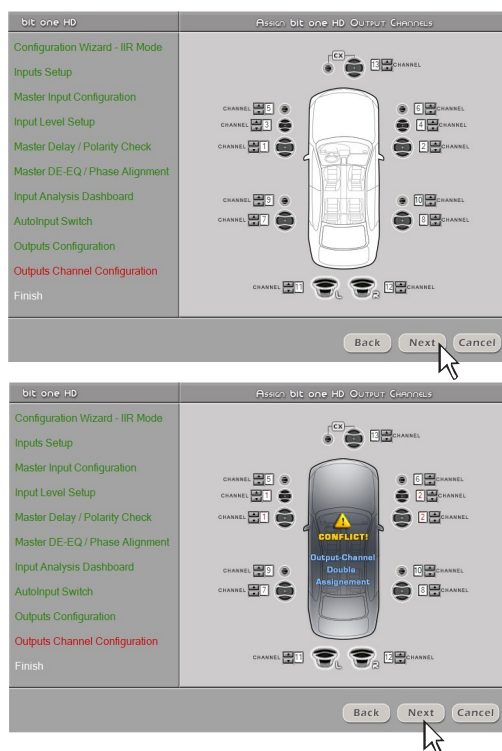 bit one HD
Assign bit one HD Output Channels
Configuration Wizard - IIR Mode
Inputs Setup
Master Input Configuration
Input Level Setup
Master Delay / Polarity Check
Master DE-EQ / Phase Alignment
Input Analysis Dashboard
AutoInput Switch
Outputs Configuration
Outputs Channel Configuration
Finish
CX
13 CHANNEL
CHANNEL 5
6 CHANNEL
CHANNEL 3
4 CHANNEL
CHANNEL 1
2 CHANNEL
CHANNEL 9
10 CHANNEL
CHANNEL 7
8 CHANNEL
CHANNEL 11
L
R
12 CHANNEL
Back
Next
Cancel
bit one HD
Assign bit one HD Output Channels
Configuration Wizard - IIR Mode
Inputs Setup
Master Input Configuration
Input Level Setup
Master Delay / Polarity Check
Master DE-EQ / Phase Alignment
Input Analysis Dashboard
AutoInput Switch
Outputs Configuration
Outputs Channel Configuration
Finish
CX
13 CHANNEL
CHANNEL 5
6 CHANNEL
CHANNEL 1
2 CHANNEL
CHANNEL 1
2 CHANNEL
CONFLICT!
Output-Channel
Double
Assignement
CHANNEL 9
10 CHANNEL
CHANNEL 7
8 CHANNEL
CHANNEL 11
L
R
12 CHANNEL
Back
Next
Cancel